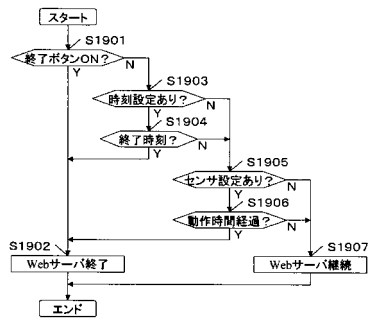 スタート
S1901
終了ボタンON?
N
Y
S1903
時刻設定あり?
N
Y
S1904
終了時刻?
N
Y
S1905
センサ設定あり?
N
Y
S1906
動作時間経過?
N
Y
S1902
Webサーバ終了
S1907
Webサーバ継続
エンド